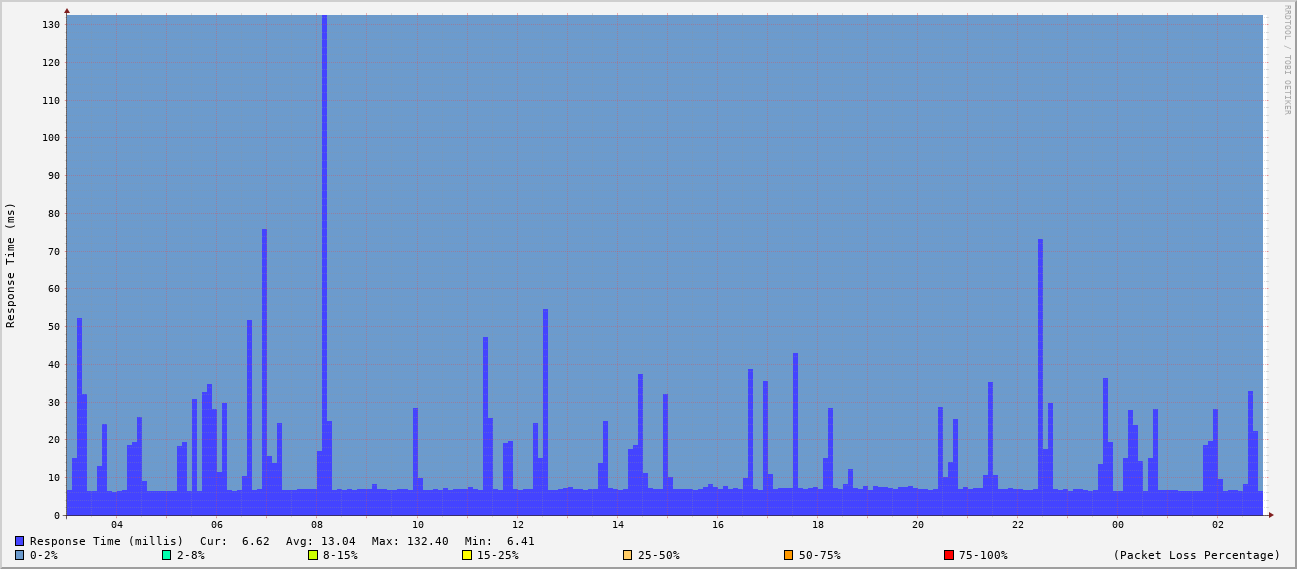 RRDTOOL / TOBI OETIKER
Response Time (ms)
130
120
110
100
90
80
70
60
50
40
30
20
10
0
04 06 08 10 12 14 16 18 20 22 00 02
Response Time (millis) Cur: 6.62 Avg: 13.04 Max: 132.40 Min: 6.41
0-2% 2-8% 8-15% 15-25% 25-50% 50-75% 75-100% (Packet Loss Percentage)